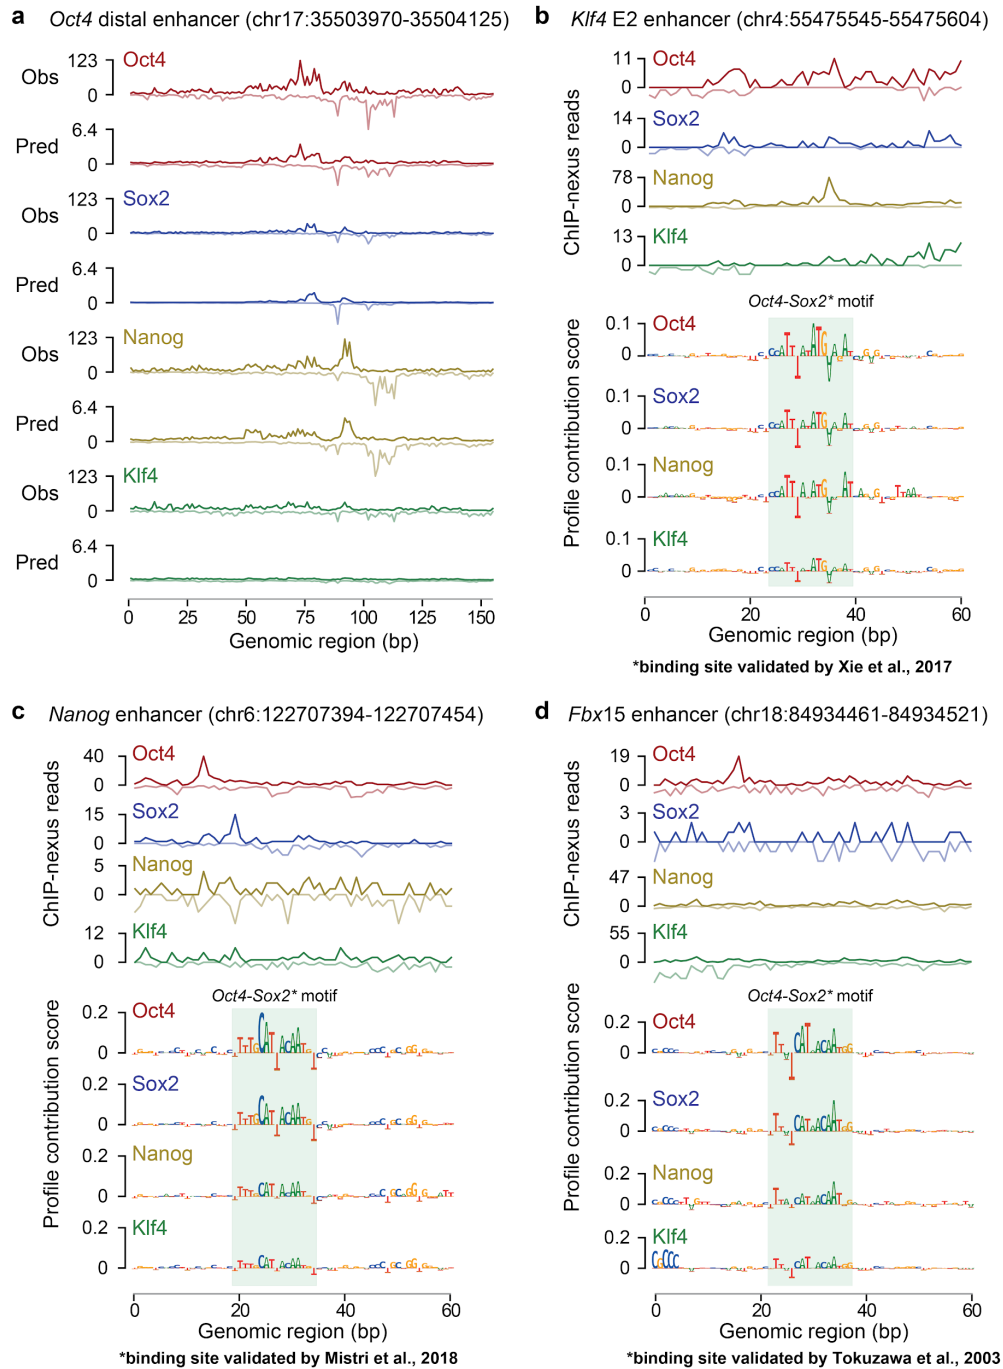 a Oct4 distal enhancer (chr17:35503970-35504125)
Obs 123 0 Oct4
Pred 6.4 0
Obs 123 0 Sox2
Pred 6.4 0
Obs 123 0 Nanog
Pred 6.4 0
Obs 123 0 Klf4
Pred 6.4 0
0 25 50 75 100 125 150
Genomic region (bp)
b Klf4 E2 enhancer (chr4:55475545-55475604)
ChIP-nexus reads
11 0 Oct4
14 0 Sox2
78 0 Nanog
13 0 Klf4
Oct4-Sox2* motif
Profile contribution score
0.1 0 Oct4
0.1 0 Sox2
0.1 0 Nanog
0.1 0 Klf4
0 20 40 60
Genomic region (bp)
*binding site validated by Xie et al., 2017
c Nanog enhancer (chr6:122707394-122707454)
ChIP-nexus reads
40 0 Oct4
15 0 Sox2
5 0 Nanog
12 0 Klf4
Oct4-Sox2* motif
Profile contribution score
0.2 0 Oct4
0.2 0 Sox2
0.2 0 Nanog
0.2 0 Klf4
0 20 40 60
Genomic region (bp)
*binding site validated by Mistri et al., 2018
d Fbx15 enhancer (chr18:84934461-84934521)
ChIP-nexus reads
19 0 Oct4
3 0 Sox2
47 0 Nanog
55 0 Klf4
Oct4-Sox2* motif
Profile contribution score
0.2 0 Oct4
0.2 0 Sox2
0.2 0 Nanog
0.2 0 Klf4
0 20 40 60
Genomic region (bp)
*binding site validated by Tokuzawa et al., 2003